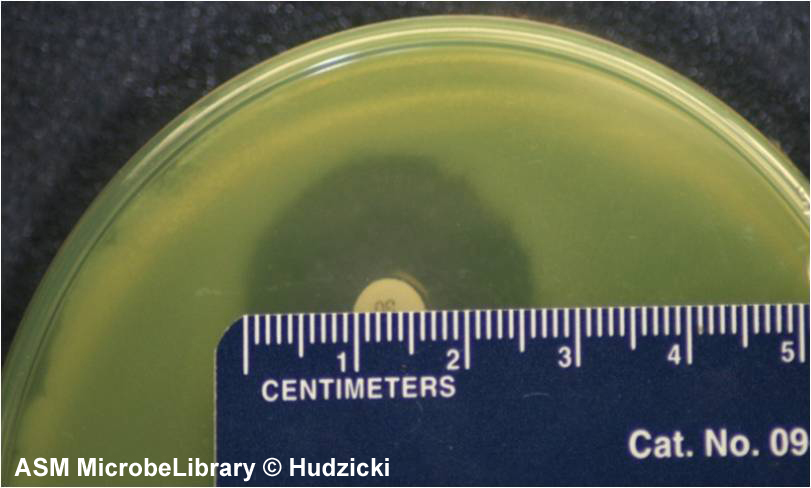 1 2 3 4 5
CENTIMETERS
Cat. No. 09
ASM MicrobeLibrary © Hudzicki